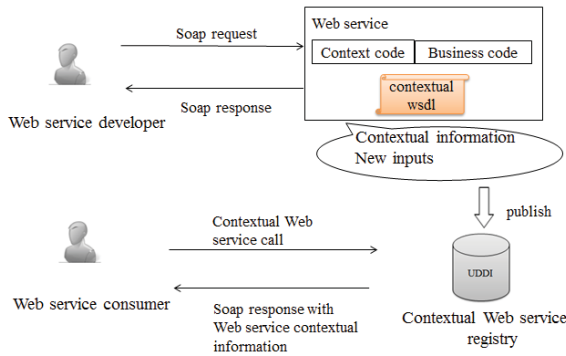 Soap request
Web service
Context code
Business code
contextual
wsdl
Soap response
Web service developer
Contextual information
New inputs
publish
Contextual Web
service call
UDDI
Web service consumer
Soap response with
Web service contextual
information
Contextual Web service
registry